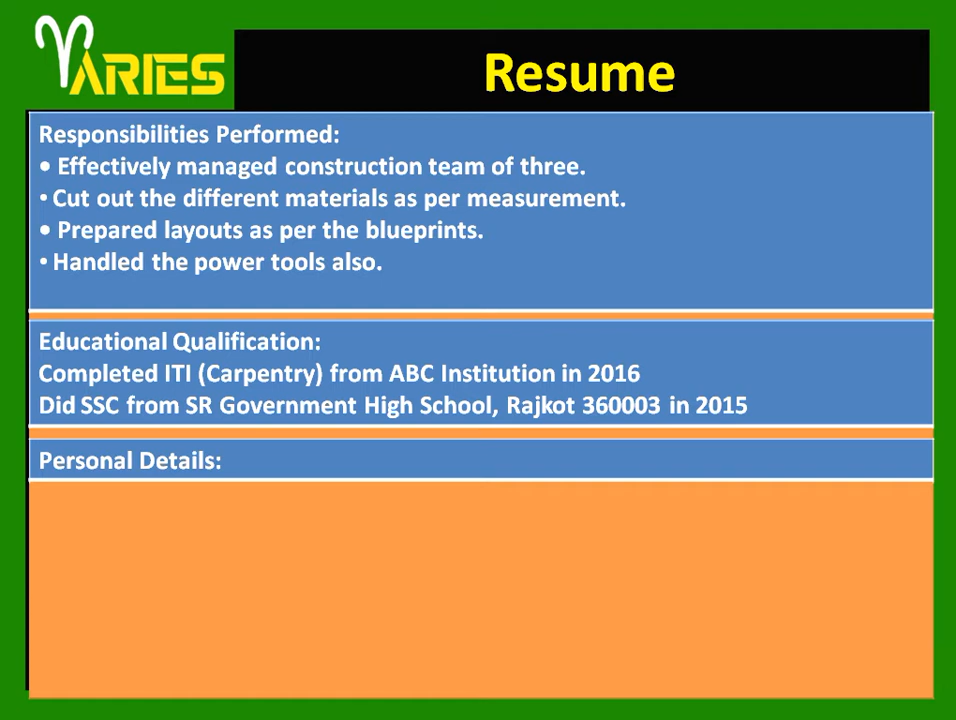 ARIES
Resume
Responsibilities Performed:
• Effectively managed construction team of three.
• Cut out the different materials as per measurement.
• Prepared layouts as per the blueprints.
• Handled the power tools also.
Educational Qualification:
Completed ITI (Carpentry) from ABC Institution in 2016
Did SSC from SR Government High School, Rajkot 360003 in 2015
Personal Details: